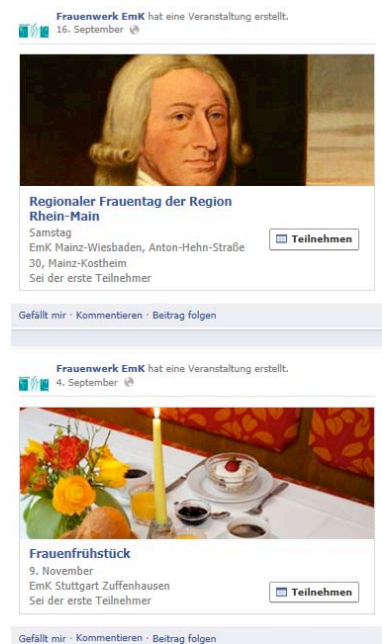 Frauenwerk EmK hat eine Veranstaltung erstellt.
16. September
Regionaler Frauentag der Region
Rhein-Main
Samstag
EmK Mainz-Wiesbaden, Anton-Hehn-Straße
30, Mainz-Kostheim
Sei der erste Teilnehmer
Teilnehmen
Gefällt mir · Kommentieren · Beitrag folgen
Frauenwerk EmK hat eine Veranstaltung erstellt.
4. September
Frauenfrühstück
9. November
EmK Stuttgart Zuffenhausen
Sei der erste Teilnehmer
Teilnehmen
Gefällt mir · Kommentieren · Beitrag folgen